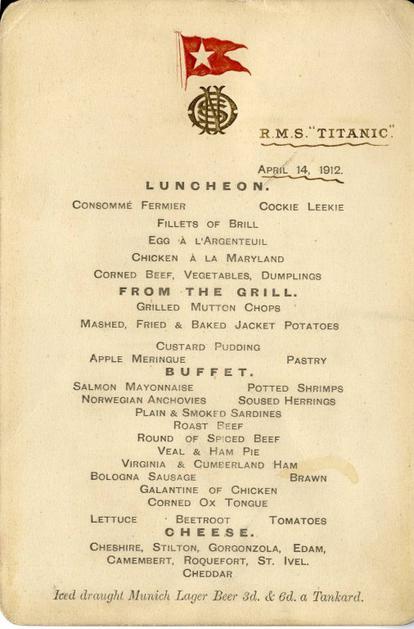 R.M.S. "TITANIC".
APRIL 14, 1912.
LUNCHEON.
CONSOMMÉ FERMIER COCKIE LEEKIE
FILLETS OF BRILL
EGG À L'ARGENTEUIL
CHICKEN À LA MARYLAND
CORNED BEEF, VEGETABLES, DUMPLINGS
FROM THE GRILL.
GRILLED MUTTON CHOPS
MASHED, FRIED & BAKED JACKET POTATOES
CUSTARD PUDDING
APPLE MERINGUE PASTRY
BUFFET.
SALMON MAYONNAISE POTTED SHRIMPS
NORWEGIAN ANCHOVIES SOUSED HERRINGS
PLAIN & SMOKED SARDINES
ROAST BEEF
ROUND OF SPICED BEEF
VEAL & HAM PIE
VIRGINIA & CUMBERLAND HAM
BOLOGNA SAUSAGE BRAWN
GALANTINE OF CHICKEN
CORNED OX TONGUE
LETTUCE BEETROOT TOMATOES
CHEESE.
CHESHIRE, STILTON, GORGONZOLA, EDAM,
CAMEMBERT, ROQUEFORT, ST. IVEL.
CHEDDAR
Iced draught Munich Lager Beer 3d. & 6d. a Tankard.